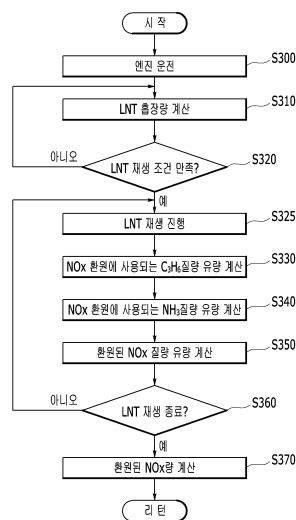 시 작
엔진 운전
S300
LNT 흡장량 계산
S310
LNT 재생 조건 만족?
S320
아니오
예
LNT 재생 진행
S325
NOx 환원에 사용되는 C₃H₆질량 유량 계산
S330
NOx 환원에 사용되는 NH₃질량 유량 계산
S340
환원된 NOx 질량 유량 계산
S350
LNT 재생 종료?
S360
아니오
예
환원된 NOx량 계산
S370
리 턴